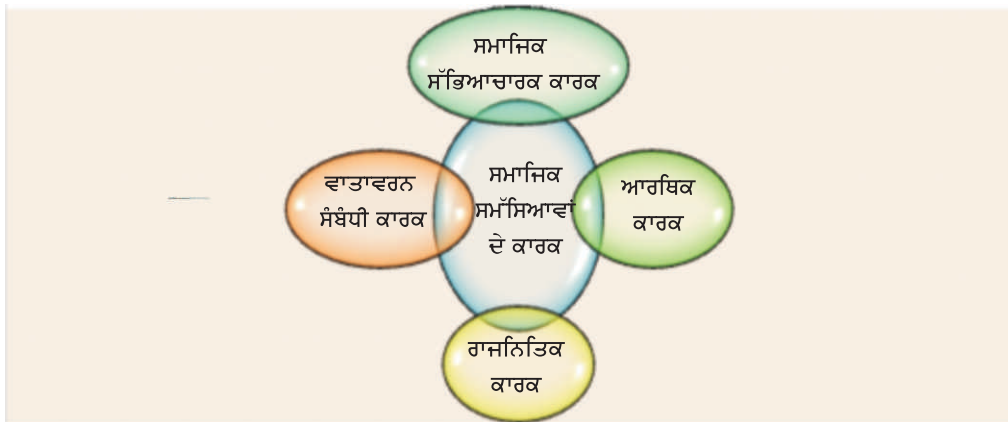 ਸਮਾਜਿਕ
ਸੱਭਿਆਚਾਰਕ ਕਾਰਕ
ਵਾਤਾਵਰਨ
ਸੰਬੰਧੀ ਕਾਰਕ
ਸਮਾਜਿਕ
ਸਮੱਸਿਆਵਾਂ
ਦੇ ਕਾਰਕ
ਆਰਥਿਕ
ਕਾਰਕ
ਰਾਜਨਿਤਿਕ
ਕਾਰਕ